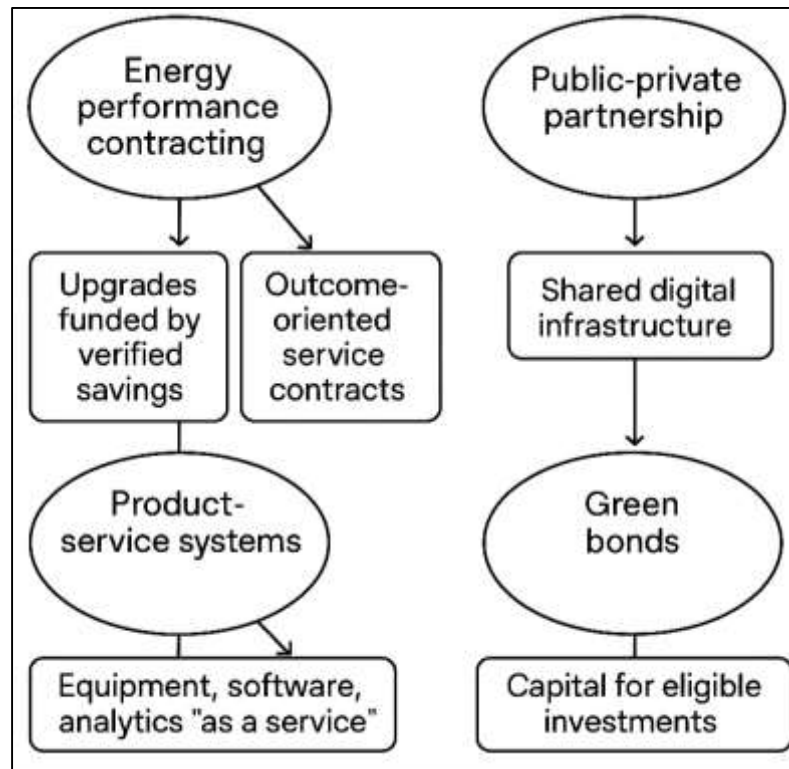 Energy
performance
contracting
Upgrades
funded by
verified
savings
Outcome-
oriented
service
contracts
Product-
service systems
Equipment, software,
analytics "as a service"
Public-private
partnership
Shared digital
infrastructure
Green
bonds
Capital for eligible
investments